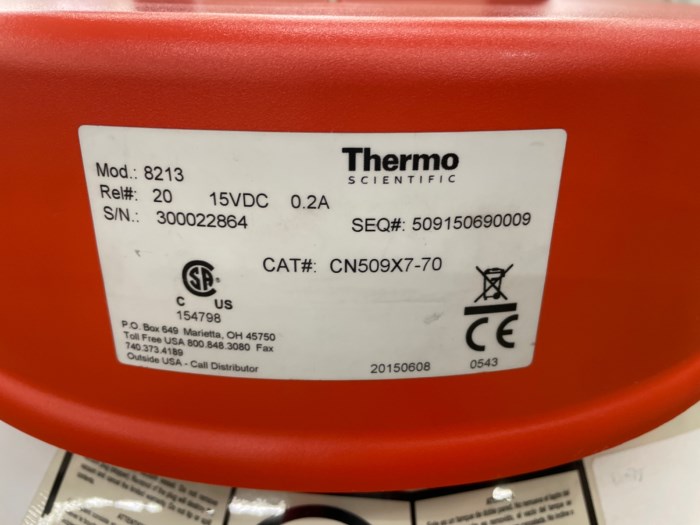 Thermo
SCIENTIFIC
Mod.: 8213
Rel#: 20 15VDC 0.2A
S/N.: 300022864
SEQ#: 509150690009
CAT#: CN509X7-70
SA
C US
154798
P.O. Box 649 Marietta, OH 45750
Toll Free USA 800.848.3080 Fax
740.373.4189
Outside USA - Call Distributor
20150608
CE
0543